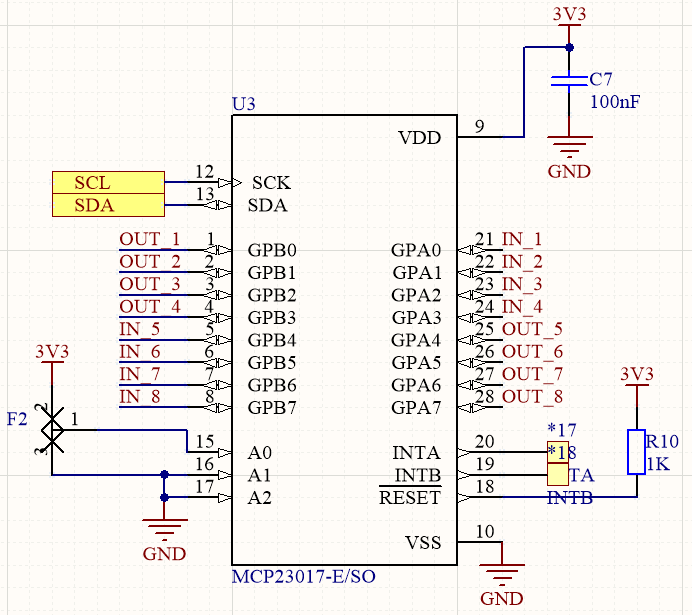 3V3
C7
100nF
GND
U3
VDD
9
SCL
12
SCK
SDA
13
SDA
OUT_1
1
GPB0
GPA0
21
IN_1
OUT_2
2
GPB1
GPA1
22
IN_2
OUT_3
3
GPB2
GPA2
23
IN_3
OUT_4
4
GPB3
GPA3
24
IN_4
IN_5
5
GPB4
GPA4
25
OUT_5
IN_6
6
GPB5
GPA5
26
OUT_6
IN_7
7
GPB6
GPA6
27
OUT_7
IN_8
8
GPB7
GPA7
28
OUT_8
3V3
F2
2
1
3
15
A0
16
A1
17
A2
GND
INTA
20
*17
INTB
19
*18
TA
RESET
18
INTB
3V3
R10
1K
VSS
10
GND
MCP23017-E/SO